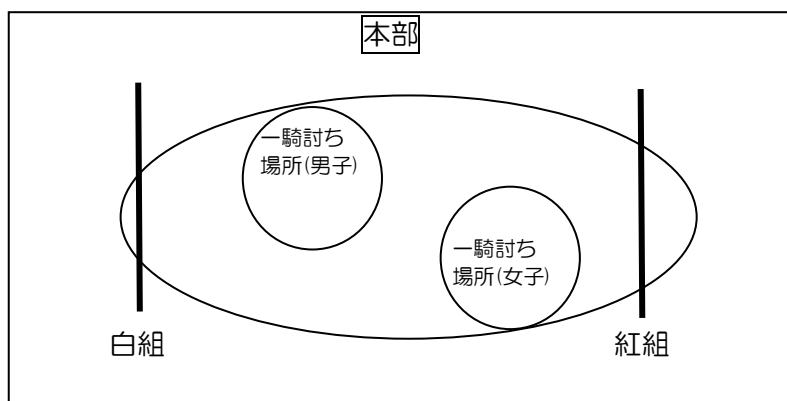 本部
一騎討ち
場所(男子)
一騎討ち
場所(女子)
白組
紅組